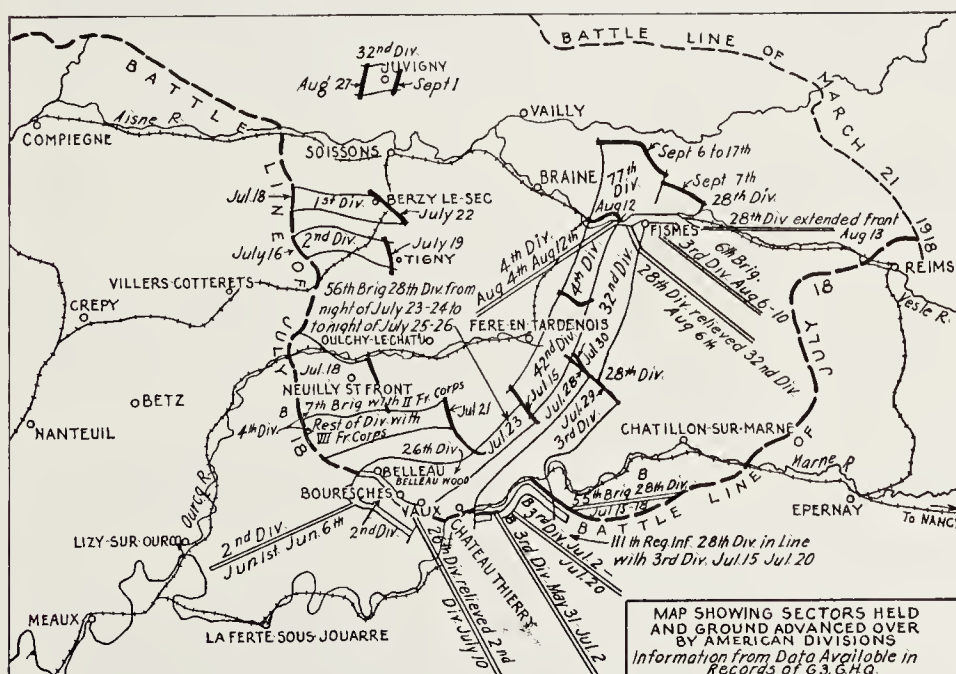 BATTLE LINE OF MARCH 21 1918
32nd Div.
JUVIGNY
Aug 27
Sept 1
BATTLE LINE OF JULY 18
Aisne R.
COMPIEGNE
VAILLY
SOISSONS
Sept 6 to 17th
BRAINE
77th
Div
Aug 12
Sept 7th
28th Div.
Jul.18
1st Div.
BERZY LE SEC
July 22
28th Div extended front
Aug 13
FISMES
2nd Div.
July 19
TIGNY
July 16
4th Div.
Aug 4th Aug 12th
4th Div
32nd Div.
6th Brig.
3rd Div. Aug 6-10
28th Div. relieved 32nd Div.
Aug 6th
REIMS
Vesle R.
VILLERS-COTTERETS
56th Brig 28th Div. from
night of July 23-24 to
to night of July 25-26
OULCHY-LE-CHATU
FERE-EN-TARDENOIS
CREPY
Jul.18
NEUILLY ST FRONT
42nd Div.
Jul.15
Jul.28
Jul.30
28th Div.
Jul.29
3rd Div.
BETZ
B
7th Brig with II Fr. Corps
Jul 21
4th Div.
Rest of Div with
VII Fr Corps
Jul.23
NANTEUIL
26th Div
BELLEAU
BELLEAU WOOD
BOURESCHES
VAUX
CHATILLON-SUR-MARNE
Marne R
BATTLE LINE OF JULY 18
B
55th Brig 28th Div.
Jul 15-18
B
EPERNAY
To NANCY
Ourcq R.
LIZY-SUR-OURCQ
2nd Div.
Jun 1st. Jun. 6th
2nd Div.
CHATEAU THIERRY
26th Div relieved 2nd
Div. July 10
B
B
3rd Div. Jul. 2
Jul. 20
3rd Div. May 31-Jul. 2
111th Reg. Inf. 28th Div. in Line
with 3rd Div. Jul.15 Jul.20
MEAUX
LA FERTE-SOUS-JOUARRE
MAP SHOWING SECTORS HELD
AND GROUND ADVANCED OVER
BY AMERICAN DIVISIONS
Information from Data Available in
Records of G3. G.H.Q.